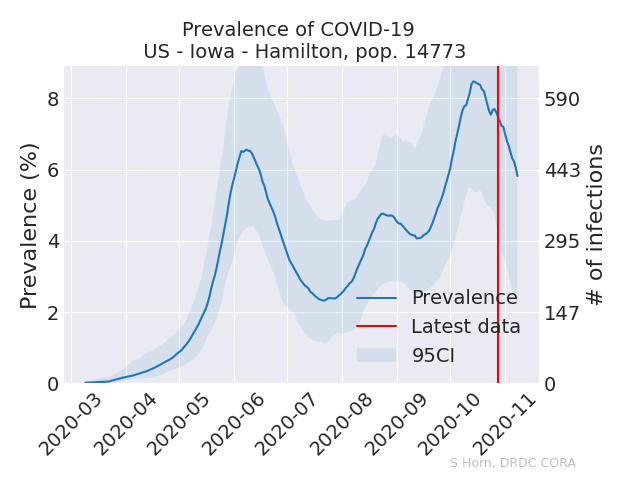 Prevalence of COVID-19
US - Iowa - Hamilton, pop. 14773
Prevalence (%)
8
6
4
2
0
590
443
295
147
0
# of infections
Prevalence
Latest data
95CI
2020-03
2020-04
2020-05
2020-06
2020-07
2020-08
2020-09
2020-10
2020-11
S Horn, DRDC CORA